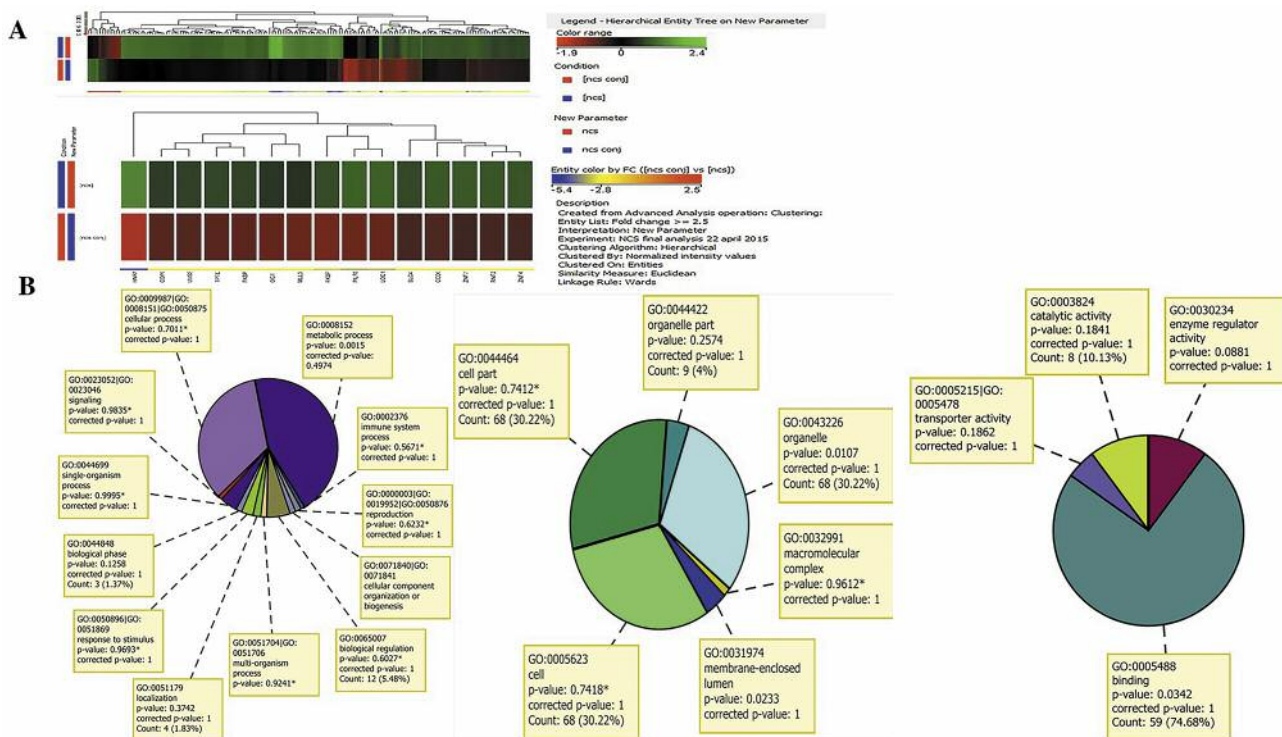 A
Legend - Hierarchical Entity Tree on New Parameter
Color range
-1.9 0 2.4
Condition
[ncs conj]
[ncs]
New Parameter
ncs
ncs conj
Entity color by FC ([ncs conj] vs [ncs])
-5.4 -2.8 2.5
Description
Created from Advanced Analysis operation: Clustering:
Entity List: Fold change >= 2.5
Interpretation: New Parameter
Experiment: NCS final analysis 22 april 2015
Clustering Algorithm: Hierarchical
Clustered By: Normalized intensity values
Clustered On: Entities
Similarity Measure: Euclidean
Linkage Rule: Wards
Condition
New Parameter
[ncs]
[ncs conj]
B
GO:0009987|GO:
0008151|GO:0050875
cellular process
p-value: 0.7011*
corrected p-value: 1
GO:0008152
metabolic process
p-value: 0.0015
corrected p-value:
0.4974
GO:0023052|GO:
0023046
signaling
p-value: 0.9835*
corrected p-value: 1
GO:0002376
immune system
process
p-value: 0.5671*
corrected p-value: 1
GO:0044699
single-organism
process
p-value: 0.9995*
corrected p-value: 1
GO:0000003|GO:
0019952|GO:0050876
reproduction
p-value: 0.6232*
corrected p-value: 1
GO:0044848
biological phase
p-value: 0.1258
corrected p-value: 1
Count: 3 (1.37%)
GO:0071840|GO:
0071841
cellular component
organization or
biogenesis
GO:0050896|GO:
0051869
response to stimulus
p-value: 0.9693*
corrected p-value: 1
GO:0051704|GO:
0051706
multi-organism
process
p-value: 0.9241*
GO:0065007
biological regulation
p-value: 0.6027*
corrected p-value: 1
Count: 12 (5.48%)
GO:0051179
localization
p-value: 0.3742
corrected p-value: 1
Count: 4 (1.83%)
GO:0044422
organelle part
p-value: 0.2574
corrected p-value: 1
Count: 9 (4%)
GO:0044464
cell part
p-value: 0.7412*
corrected p-value: 1
Count: 68 (30.22%)
GO:0043226
organelle
p-value: 0.0107
corrected p-value: 1
Count: 68 (30.22%)
GO:0032991
macromolecular
complex
p-value: 0.9612*
corrected p-value: 1
GO:0005623
cell
p-value: 0.7418*
corrected p-value: 1
Count: 68 (30.22%)
GO:0031974
membrane-enclosed
lumen
p-value: 0.0233
corrected p-value: 1
GO:0003824
catalytic activity
p-value: 0.1841
corrected p-value: 1
Count: 8 (10.13%)
GO:0030234
enzyme regulator
activity
p-value: 0.0881
corrected p-value: 1
GO:0005215|GO:
0005478
transporter activity
p-value: 0.1862
corrected p-value: 1
GO:0005488
binding
p-value: 0.0342
corrected p-value: 1
Count: 59 (74.68%)